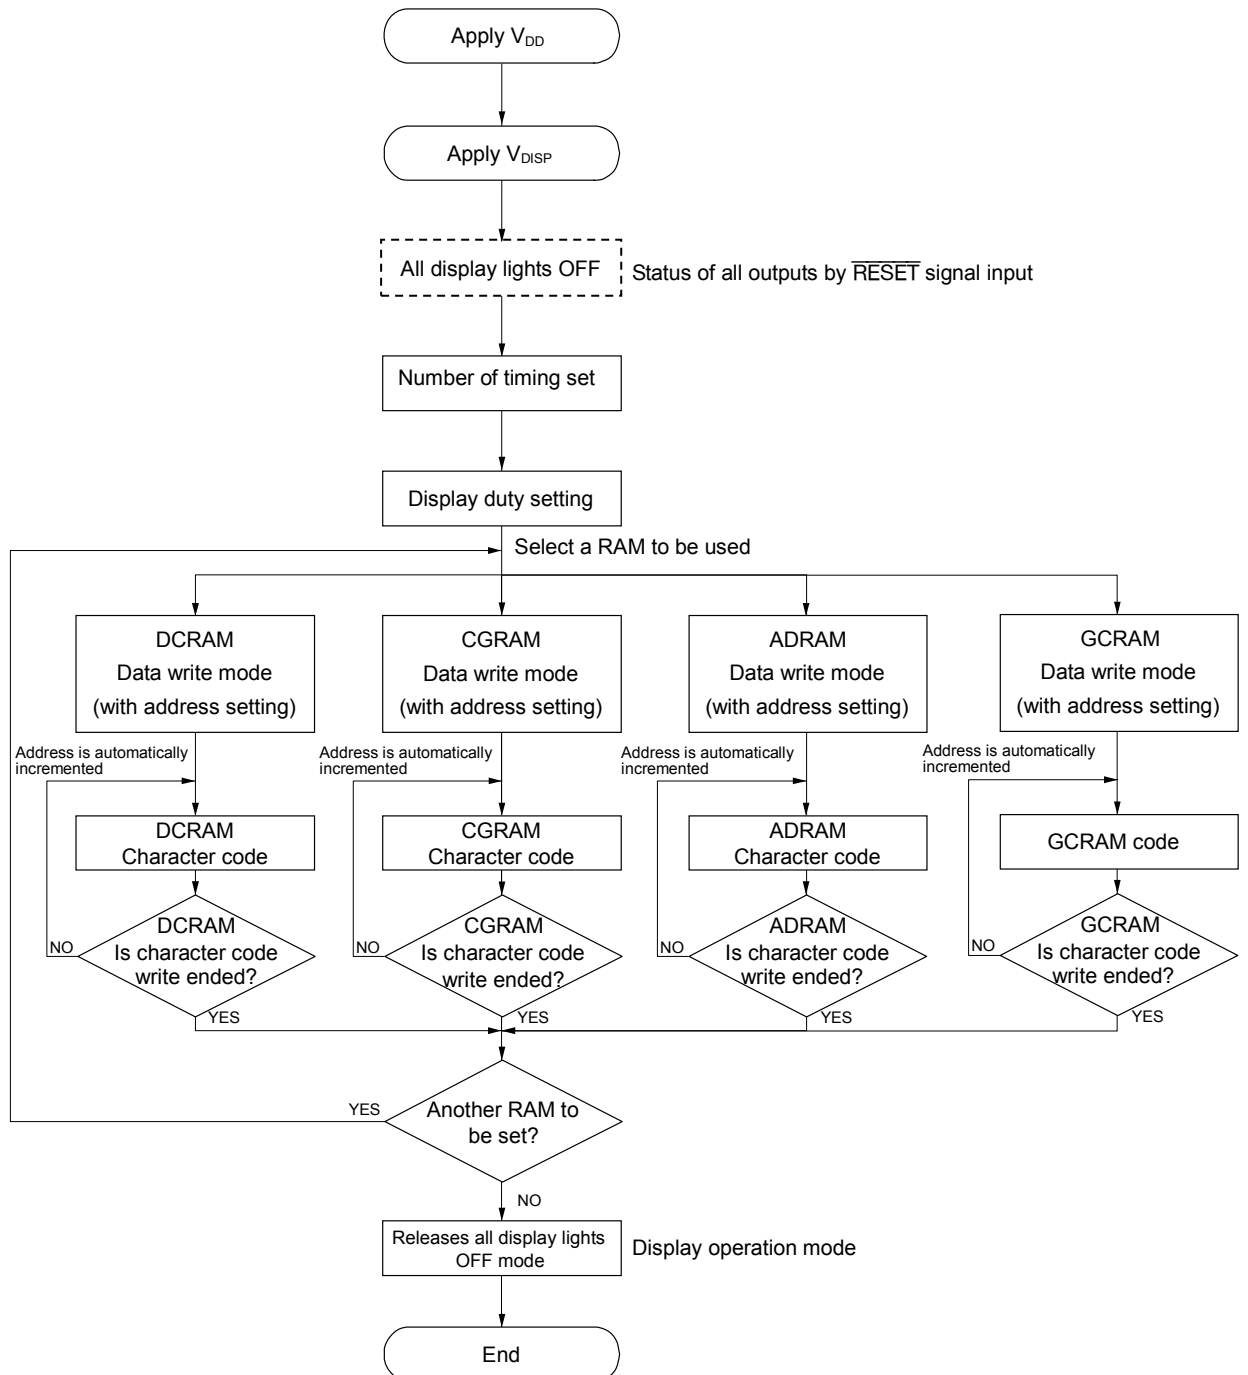 Apply VDD
Apply VDISP
All display lights OFF
Status of all outputs by RESET signal input
Number of timing set
Display duty setting
Select a RAM to be used
DCRAM
Data write mode
(with address setting)
CGRAM
Data write mode
(with address setting)
ADRAM
Data write mode
(with address setting)
GCRAM
Data write mode
(with address setting)
Address is automatically
incremented
Address is automatically
incremented
Address is automatically
incremented
Address is automatically
incremented
DCRAM
Character code
CGRAM
Character code
ADRAM
Character code
GCRAM code
DCRAM
Is character code
write ended?
NO
YES
CGRAM
Is character code
write ended?
NO
YES
ADRAM
Is character code
write ended?
NO
YES
GCRAM
Is character code
write ended?
NO
YES
YES
Another RAM to
be set?
NO
Releases all display lights
OFF mode
Display operation mode
End